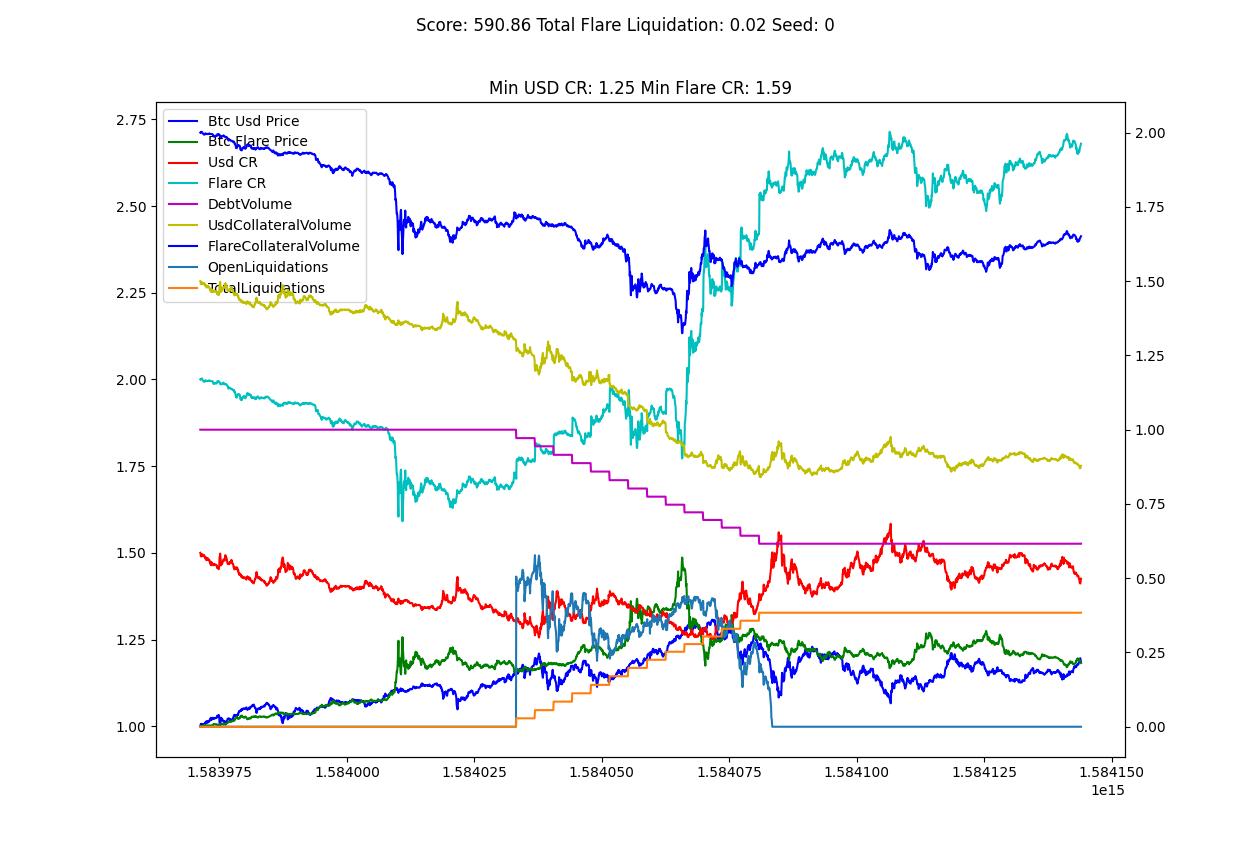 Score: 590.86 Total Flare Liquidation: 0.02 Seed: 0
Min USD CR: 1.25 Min Flare CR: 1.59
Btc Usd Price
Btc Flare Price
Usd CR
Flare CR
DebtVolume
UsdCollateralVolume
FlareCollateralVolume
OpenLiquidations
TotalLiquidations
2.75
2.50
2.25
2.00
1.75
1.50
1.25
1.00
2.00
1.75
1.50
1.25
1.00
0.75
0.50
0.25
0.00
1.583975 1.584000 1.584025 1.584050 1.584075 1.584100 1.584125 1.584150
1e15